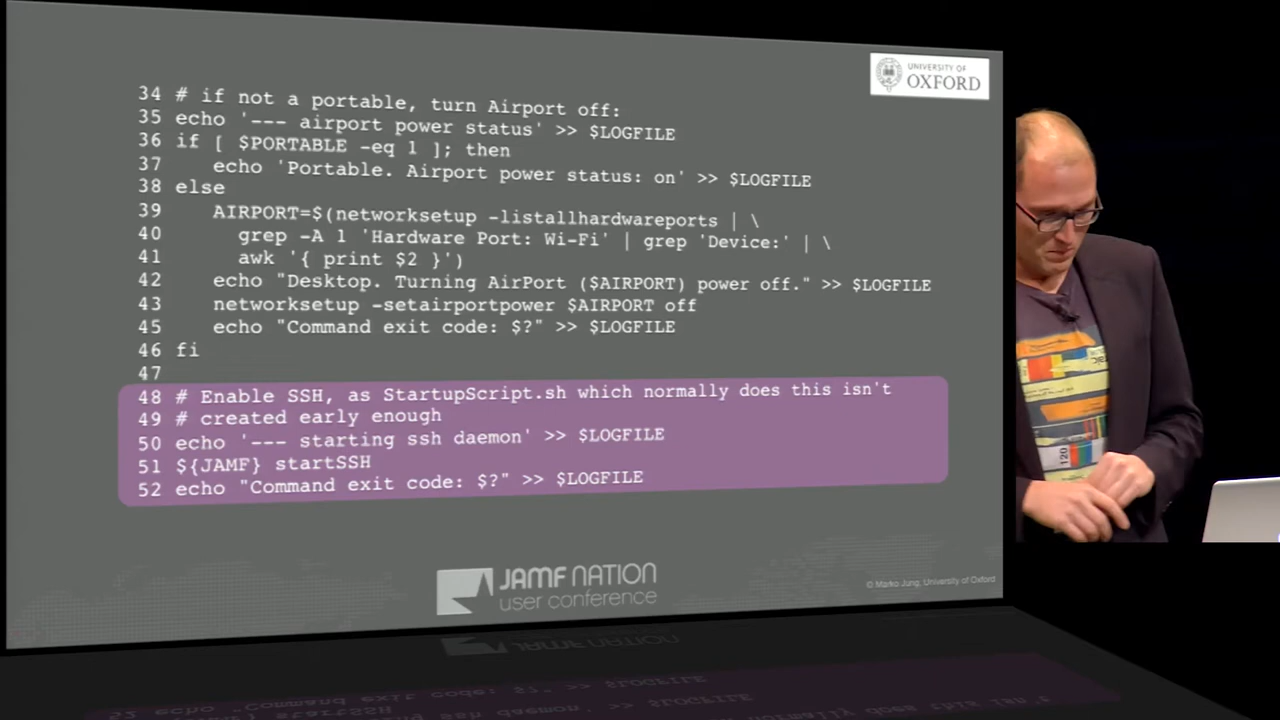 UNIVERSITY OF
OXFORD
34 # if not a portable, turn Airport off:
35 echo '--- airport power status' >> $LOGFILE
36 if [ $PORTABLE -eq 1 ]; then
37 echo 'Portable. Airport power status: on' >> $LOGFILE
38 else
39 AIRPORT=$(networksetup -listallhardwareports | \
40 grep -A 1 'Hardware Port: Wi-Fi' | grep 'Device:' | \
41 awk '{ print $2 }')
42 echo "Desktop. Turning AirPort ($AIRPORT) power off." >> $LOGFILE
43 networksetup -setairportpower $AIRPORT off
45 echo "Command exit code: $?" >> $LOGFILE
46 fi
47
48 # Enable SSH, as StartupScript.sh which normally does this isn't
49 # created early enough
50 echo '--- starting ssh daemon' >> $LOGFILE
51 ${JAMF} startSSH
52 echo "Command exit code: $?" >> $LOGFILE
JAMF NATION
user conference
© Marko Jung, University of Oxford
120